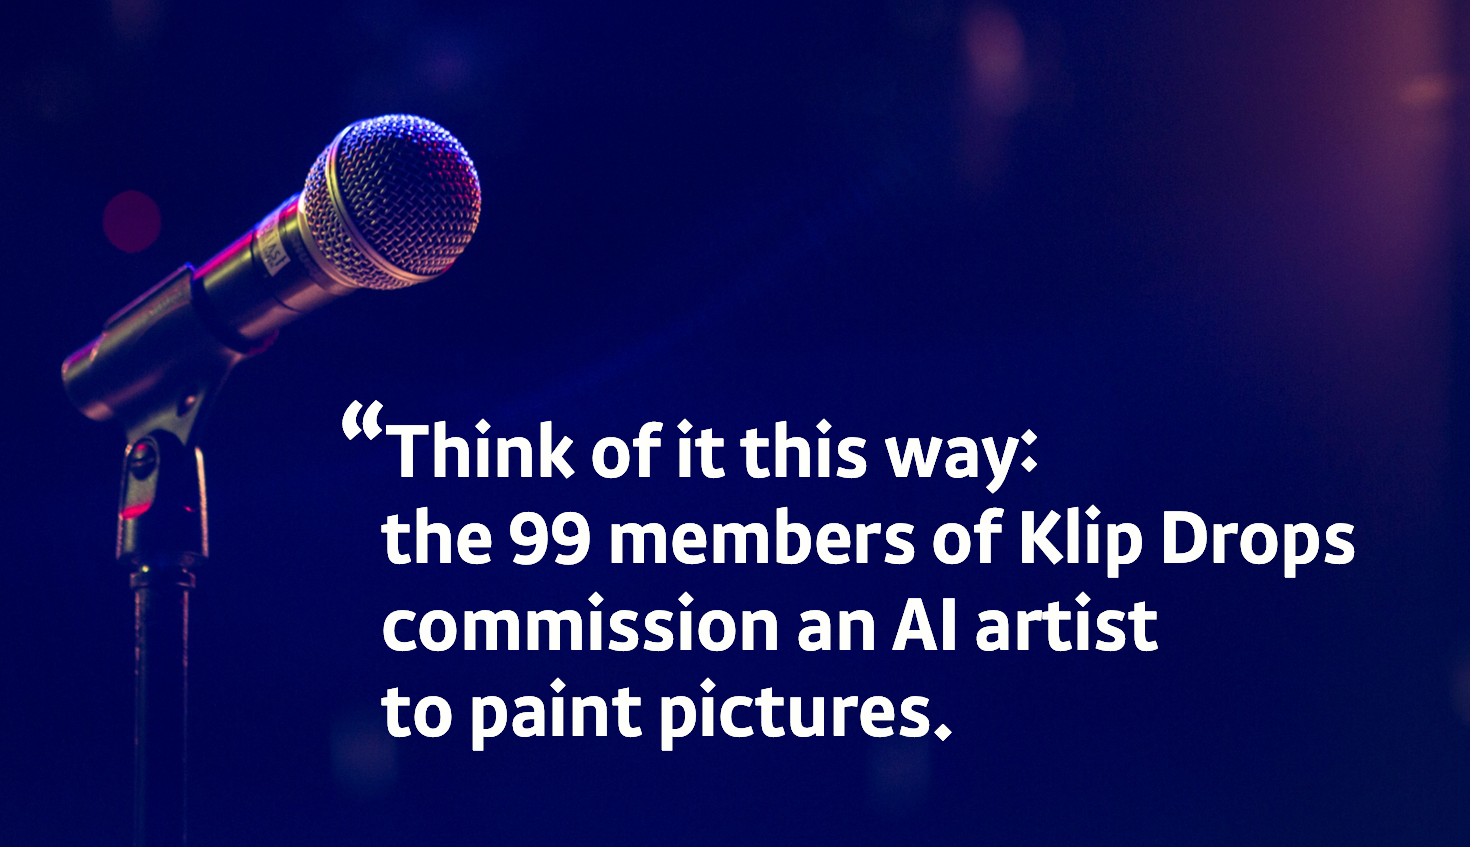 “Think of it this way:
the 99 members of Klip Drops
commission an AI artist
to paint pictures.